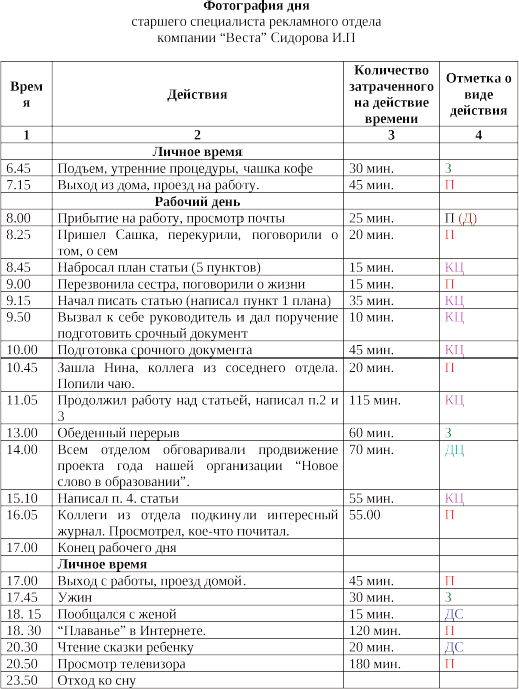 Фотография дня
старшего специалиста рекламного отдела
компании “Веста” Сидорова И.П
Врем
я
Действия
Количество
затраченного
на действие
времени
Отметка о
виде
действия
1 2 3 4
Личное время
6.45 Подъем, утренние процедуры, чашка кофе 30 мин. З
7.15 Выход из дома, проезд на работу. 45 мин. П
Рабочий день
8.00 Прибытие на работу, просмотр почты 25 мин. П (Д)
8.25 Пришел Сашка, перекурили, поговорили о 20 мин. П
том, о сем
8.45 Набросал план статьи (5 пунктов) 15 мин. КЦ
9.00 Перезвонила сестра, поговорили о жизни 15 мин. П
9.15 Начал писать статью (написал пункт 1 плана) 35 мин. КЦ
9.50 Вызвал к себе руководитель и дал поручение 10 мин. КЦ
подготовить срочный документ
10.00 Подготовка срочного документа 45 мин. КЦ
10.45 Зашла Нина, коллега из соседнего отдела. 20 мин. П
Попили чаю.
11.05 Продолжил работу над статьей, написал п.2 и 115 мин. КЦ
3
13.00 Обеденный перерыв 60 мин. З
14.00 Всем отделом обговаривали продвижение 70 мин. ДЦ
проекта года нашей организации “Новое
слово в образовании”.
15.10 Написал п. 4. статьи 55 мин. КЦ
16.05 Коллеги из отдела подкинули интересный 55.00 П
журнал. Просмотрел, кое-что почитал.
17.00 Конец рабочего дня
Личное время
17.00 Выход с работы, проезд домой. 45 мин. П
17.45 Ужин 30 мин. З
18. 15 Пообщался с женой 15 мин. ДС
18. 30 “Плаванье” в Интернете. 120 мин. П
20.30 Чтение сказки ребенку 20 мин. ДС
20.50 Просмотр телевизора 180 мин. П
23.50 Отход ко сну